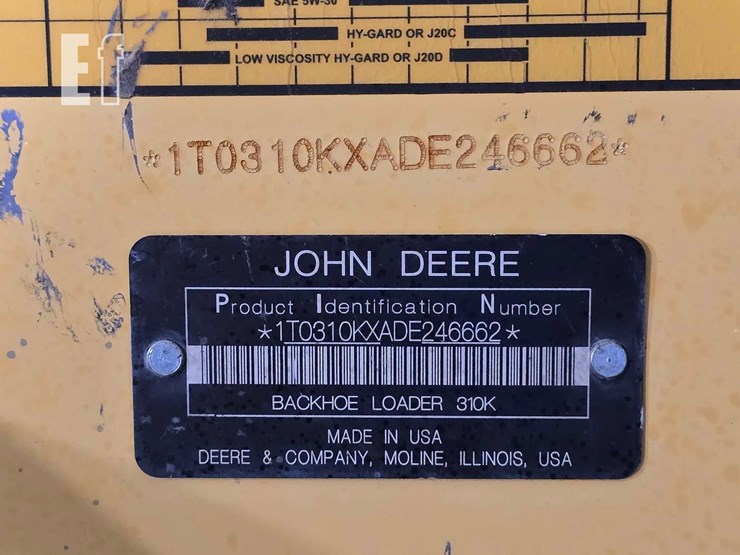 SAE 5W-30
HY-GARD OR J20C
LOW VISCOSITY HY-GARD OR J20D
Ef
*1T0310KXADE246662*
JOHN DEERE
Product Identification Number
*1T0310KXADE246662*
BACKHOE LOADER 310K
MADE IN USA
DEERE & COMPANY, MOLINE, ILLINOIS, USA